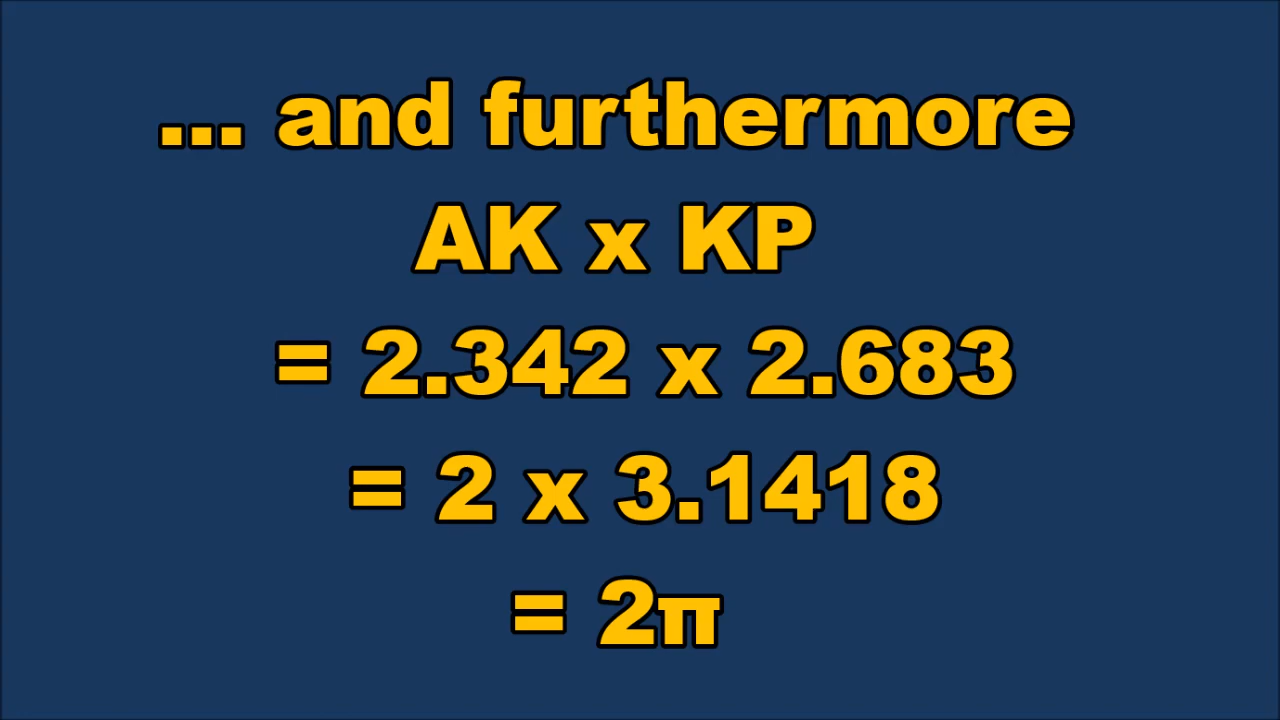 ... and furthermore
AK x KP
= 2.342 x 2.683
= 2 x 3.1418
= 2π